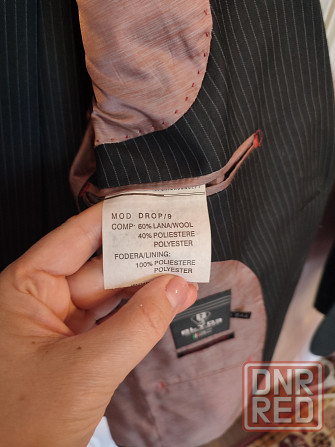 MOD DROP/9
COMP: 60% LANA/WOOL
40% POLIESTERE
POLYESTER
FODERA/LINING:
100% POLIESTERE
POLYESTER
DNR
RED